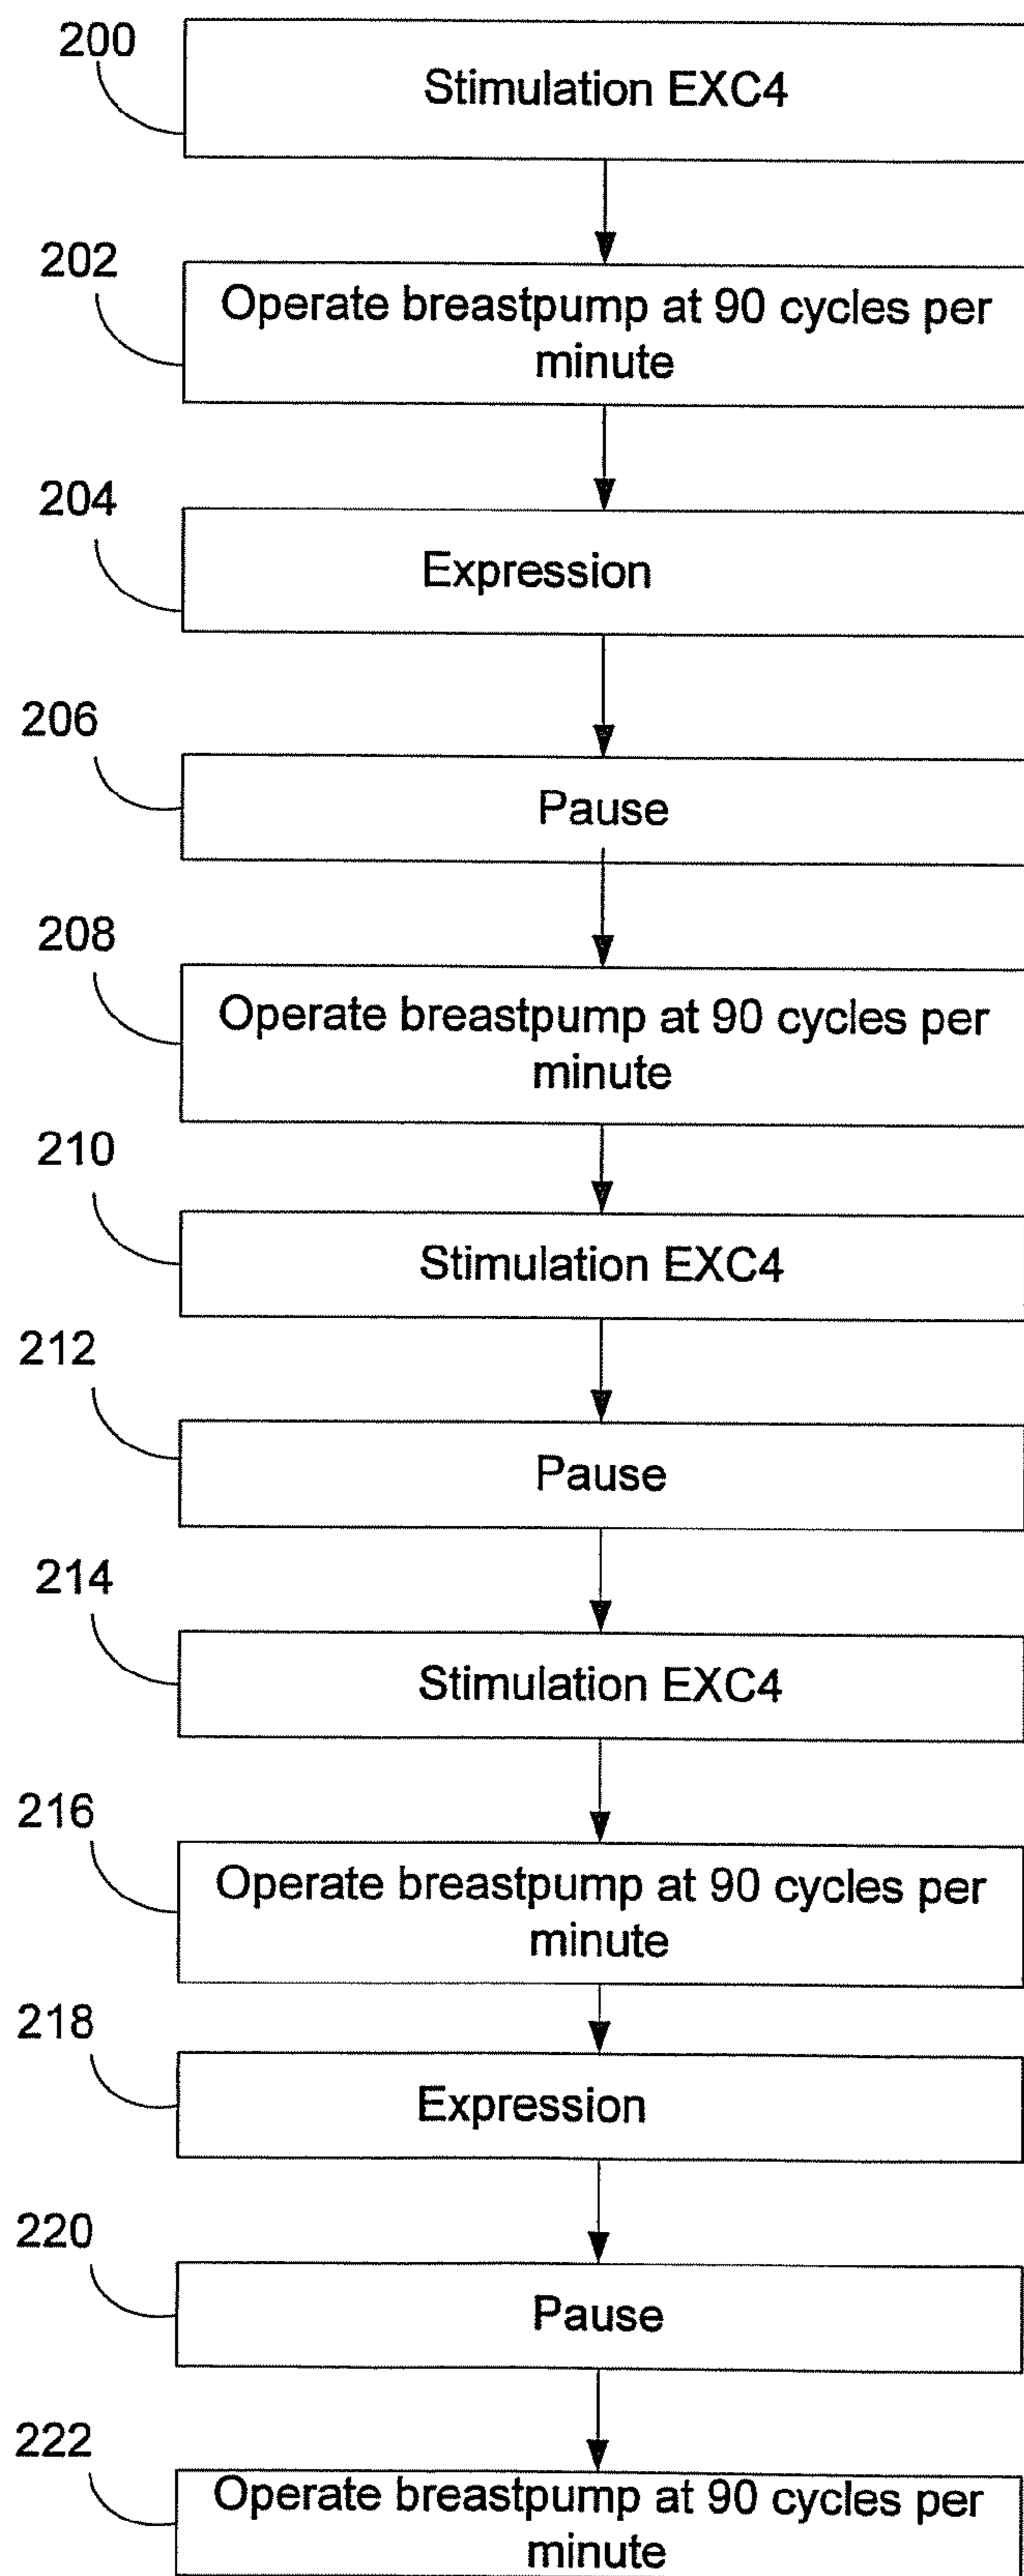 200
Stimulation EXC4
202
Operate breastpump at 90 cycles per
minute
204
Expression
206
Pause
208
Operate breastpump at 90 cycles per
minute
210
Stimulation EXC4
212
Pause
214
Stimulation EXC4
216
Operate breastpump at 90 cycles per
minute
218
Expression
220
Pause
222
Operate breastpump at 90 cycles per
minute